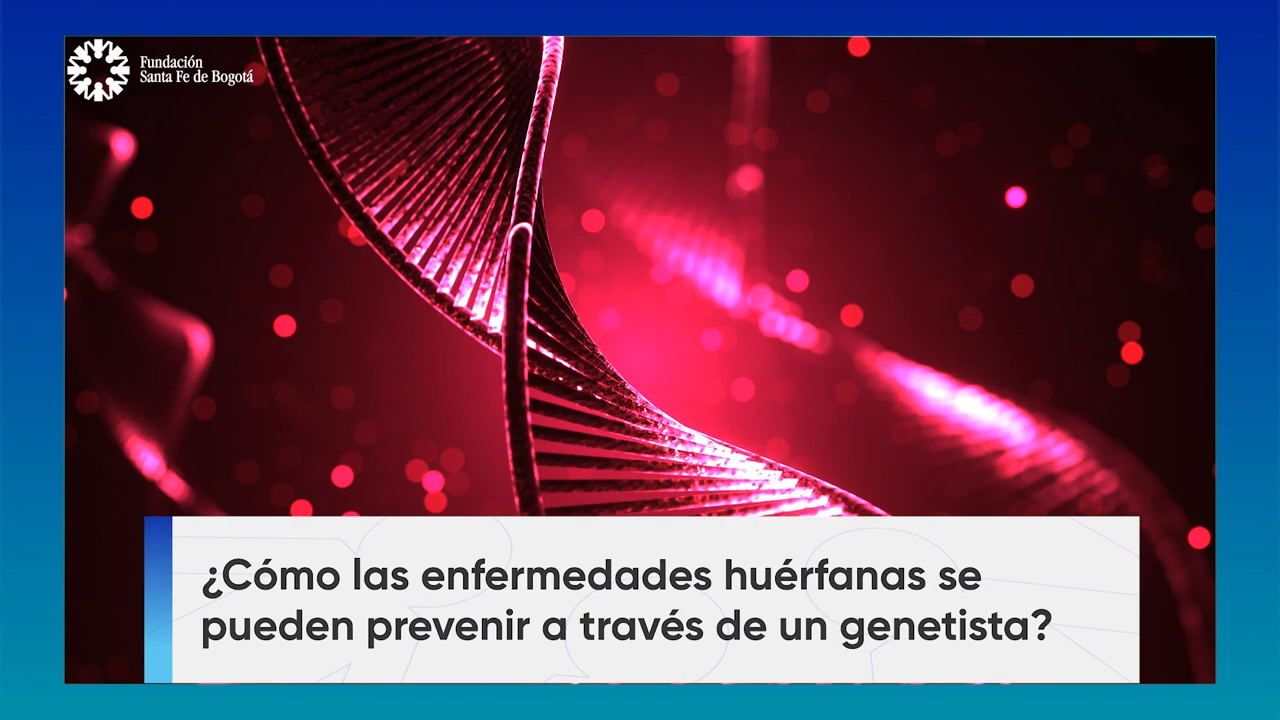 Fundación
Santa Fe de Bogotá
¿Cómo las enfermedades huérfanas se
pueden prevenir a través de un genetista?